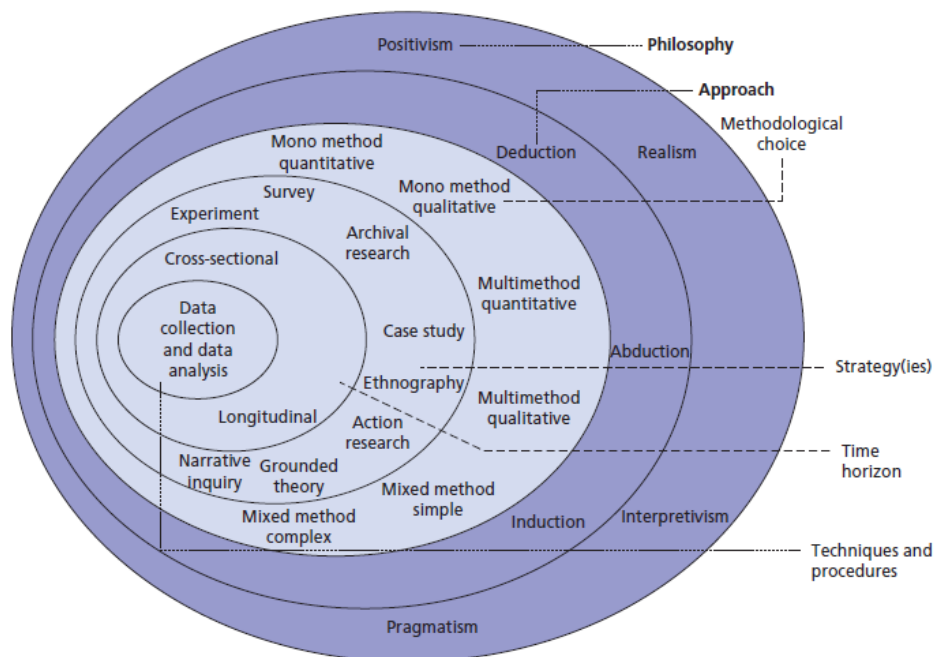 Positivism
Philosophy
Approach
Methodological
choice
Mono method
quantitative
Deduction
Realism
Mono method
qualitative
Survey
Experiment
Archival
research
Cross-sectional
Multimethod
quantitative
Data
collection
and data
analysis
Case study
Abduction
Strategy(ies)
Ethnography
Multimethod
qualitative
Longitudinal
Action
research
Time
horizon
Narrative
inquiry
Grounded
theory
Mixed method
simple
Mixed method
complex
Induction
Interpretivism
Techniques and
procedures
Pragmatism